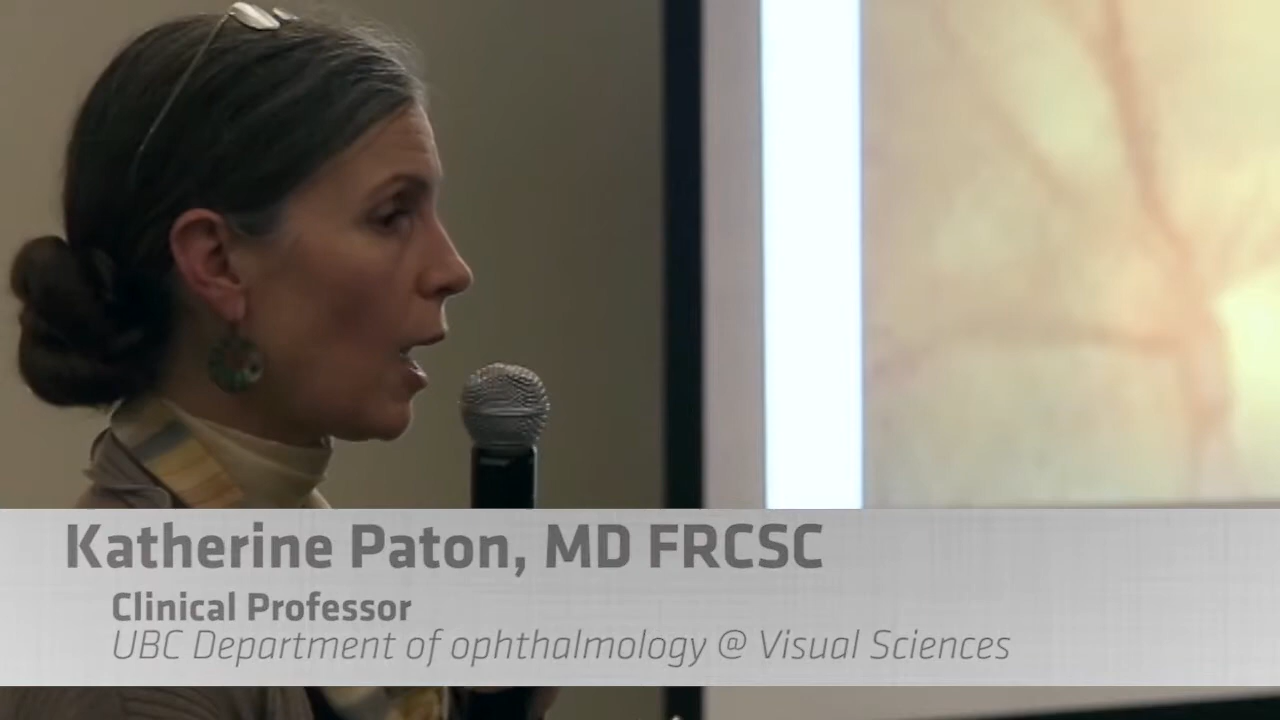 Katherine Paton, MD FRCSC
Clinical Professor
UBC Department of ophthalmology @ Visual Sciences